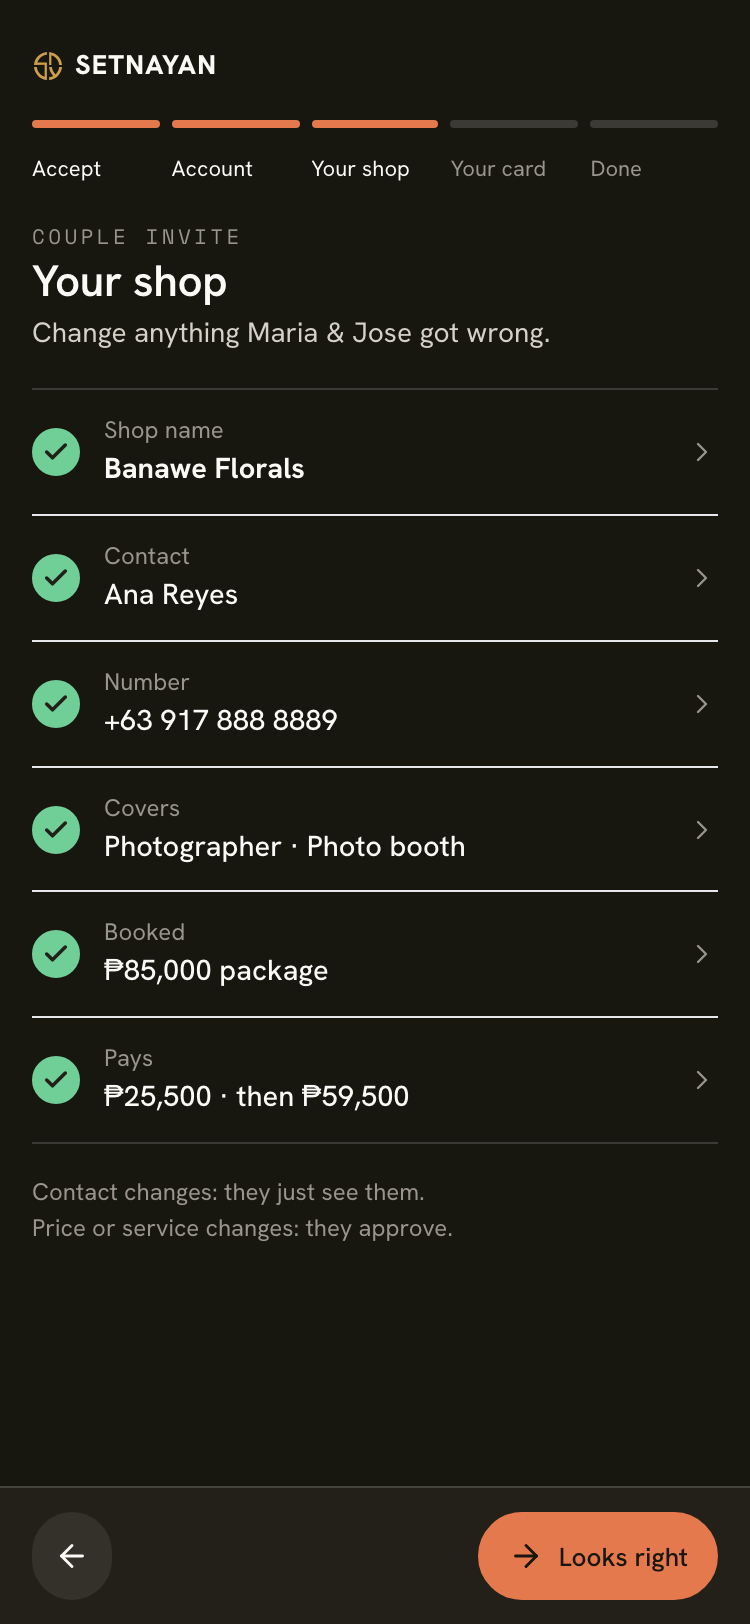 SETNAYAN
Accept Account Your shop Your card Done
COUPLE INVITE
Your shop
Change anything Maria & Jose got wrong.
Shop name
Banawe Florals
Contact
Ana Reyes
Number
+63 917 888 8889
Covers
Photographer · Photo booth
Booked
₱85,000 package
Pays
₱25,500 · then ₱59,500
Contact changes: they just see them.
Price or service changes: they approve.
Looks right